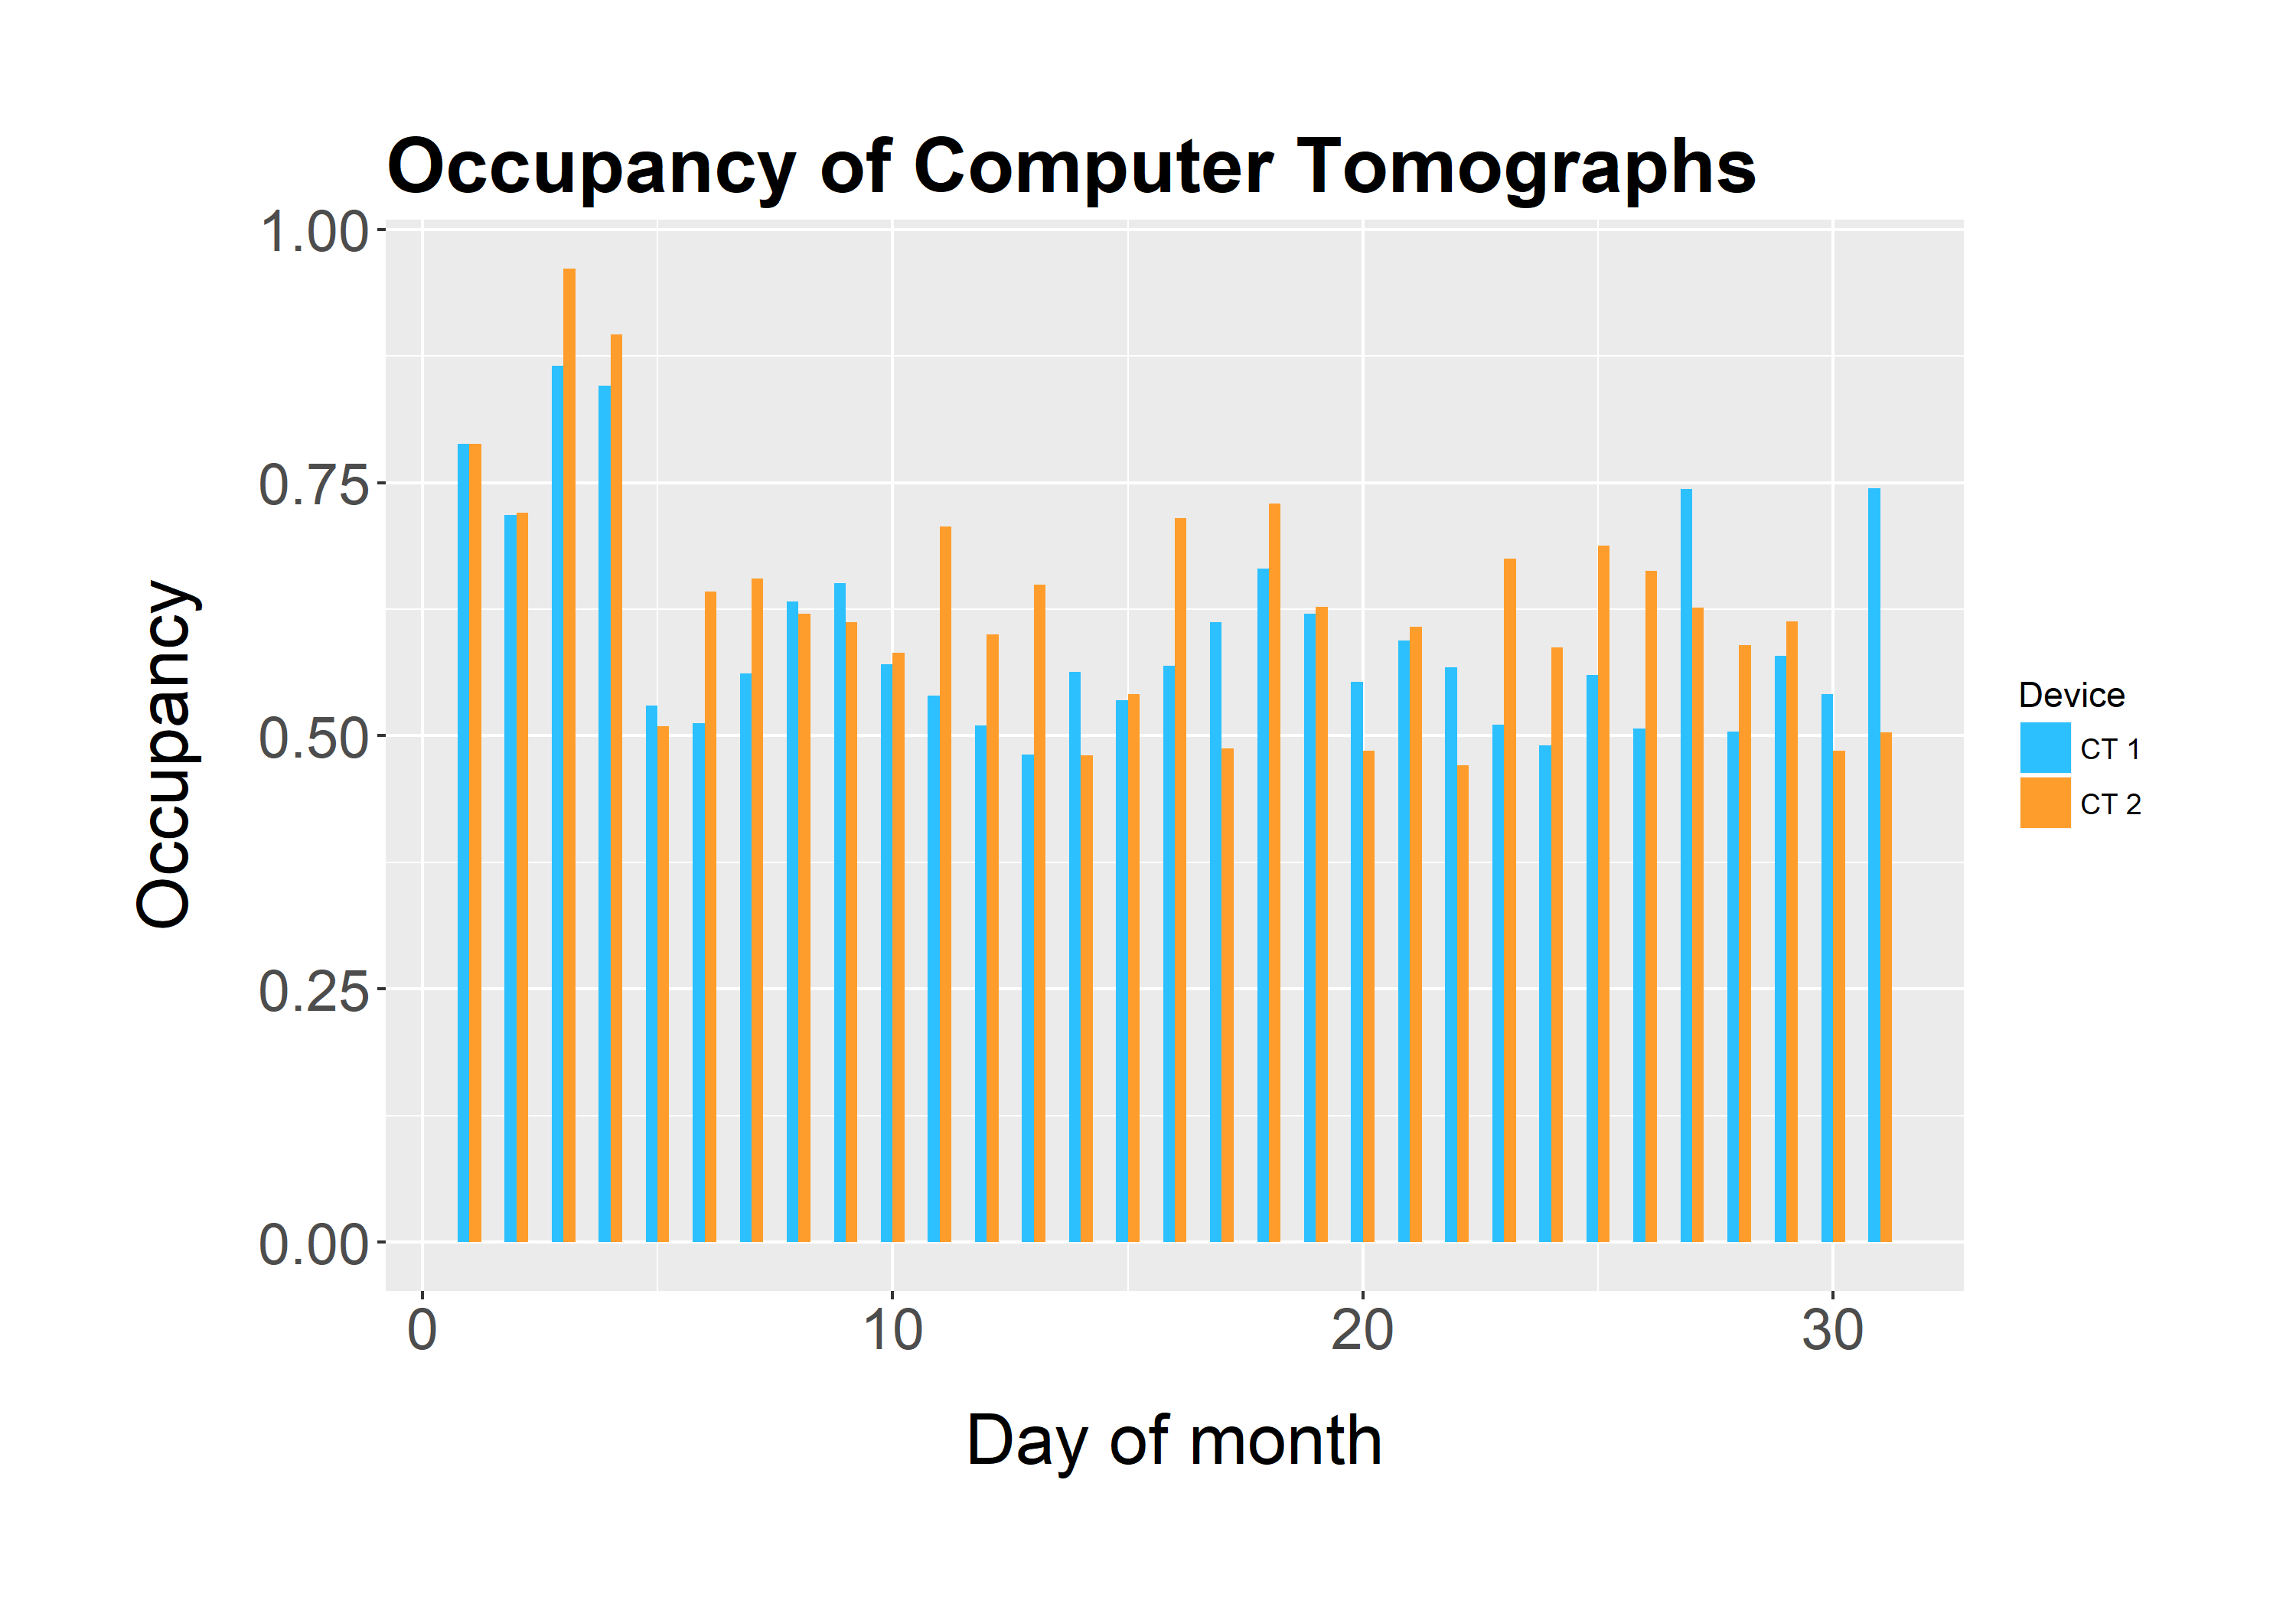 Occupancy of Computer Tomographs
1.00
0.75
0.50
0.25
0.00
Occupancy
0
10
20
30
Day of month
Device
CT 1
CT 2